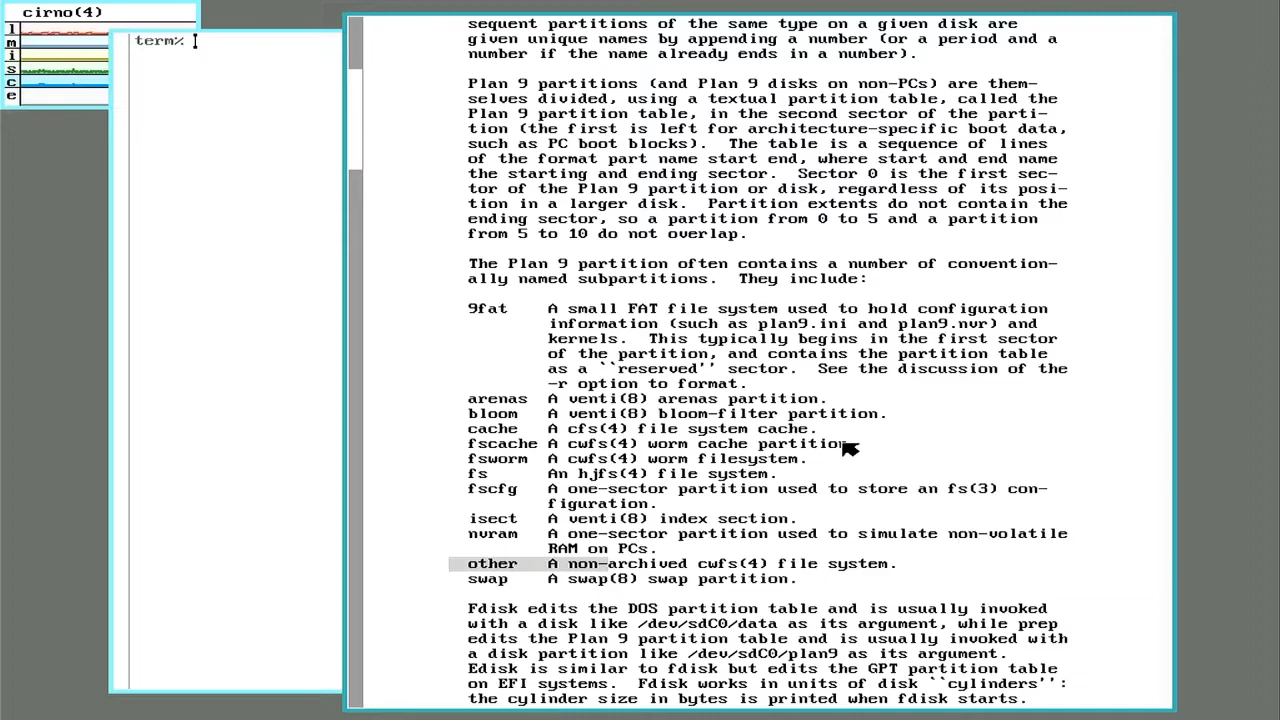 cirno(4)
l
m
i
s
c
e
term%
sequent partitions of the same type on a given disk are
given unique names by appending a number (or a period and a
number if the name already ends in a number).
Plan 9 partitions (and Plan 9 disks on non-PCs) are them-
selves divided, using a textual partition table, called the
Plan 9 partition table, in the second sector of the parti-
tion (the first is left for architecture-specific boot data,
such as PC boot blocks).  The table is a sequence of lines
of the format part name start end, where start and end name
the starting and ending sector.  Sector 0 is the first sec-
tor of the Plan 9 partition or disk, regardless of its posi-
tion in a larger disk.  Partition extents do not contain the
ending sector, so a partition from 0 to 5 and a partition
from 5 to 10 do not overlap.
The Plan 9 partition often contains a number of convention-
ally named subpartitions.  They include:
9fat    A small FAT file system used to hold configuration
information (such as plan9.ini and plan9.nvr) and
kernels.  This typically begins in the first sector
of the partition, and contains the partition table
as a ``reserved'' sector.  See the discussion of the
-r option to format.
arenas  A venti(8) arenas partition.
bloom   A venti(8) bloom-filter partition.
cache   A cfs(4) file system cache.
fscache A cwfs(4) worm cache partition
fsworm  A cwfs(4) worm filesystem.
fs      An hjfs(4) file system.
fscfg   A one-sector partition used to store an fs(3) con-
figuration.
isect   A venti(8) index section.
nvram   A one-sector partition used to simulate non-volatile
RAM on PCs.
other   A non-archived cwfs(4) file system.
swap    A swap(8) swap partition.
Fdisk edits the DOS partition table and is usually invoked
with a disk like /dev/sdC0/data as its argument, while prep
edits the Plan 9 partition table and is usually invoked with
a disk partition like /dev/sdC0/plan9 as its argument.
Edisk is similar to fdisk but edits the GPT partition table
on EFI systems.  Fdisk works in units of disk ``cylinders'':
the cylinder size in bytes is printed when fdisk starts.